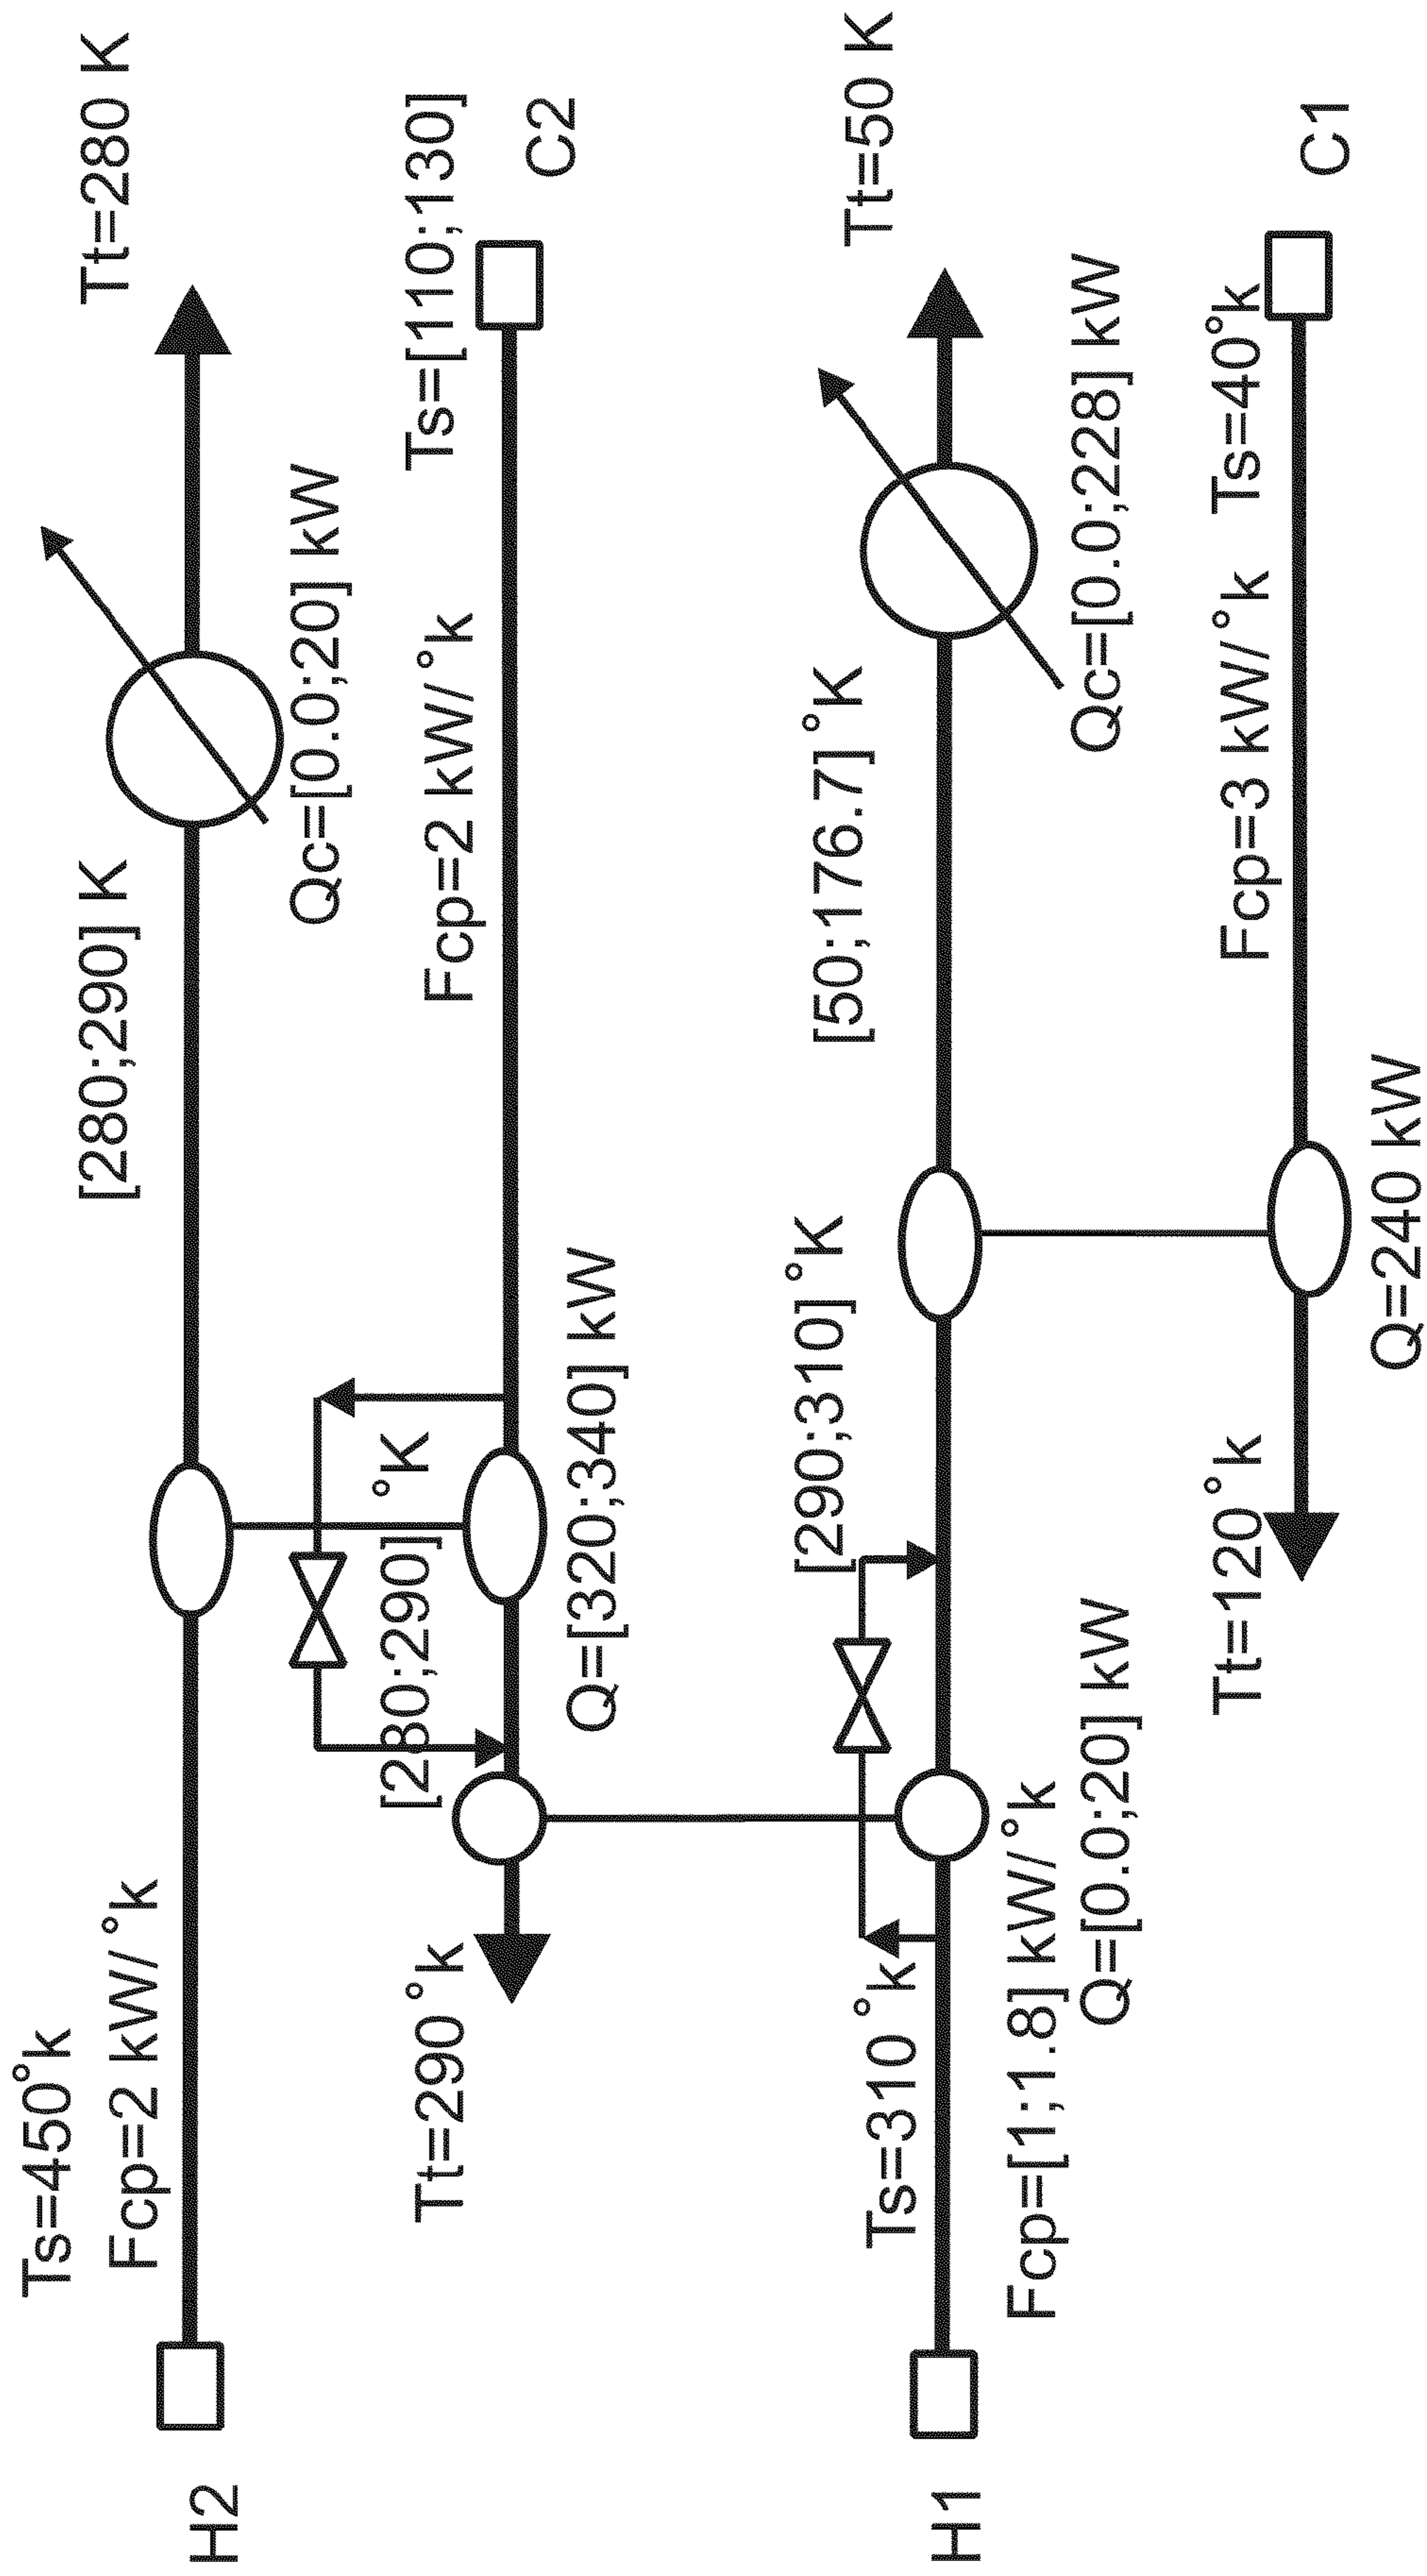 H2
Ts=450°k
Fcp=2 kW/°k
[280;290] K
Qc=[0.0;20] kW
Tt=280 K
Tt=290°k
[280;290] °K
Q=[320;340] kW
Fcp=2 kW/°k
Ts=[110;130]
C2
H1
Ts=310°k
Fcp=[1;1.8] kW/°k
Q=[0.0;20] kW
[290;310] °K
[50;176.7] °K
Qc=[0.0;228] kW
Tt=50 K
Tt=120°k
Q=240 kW
Fcp=3 kW/°k
Ts=40°k
C1